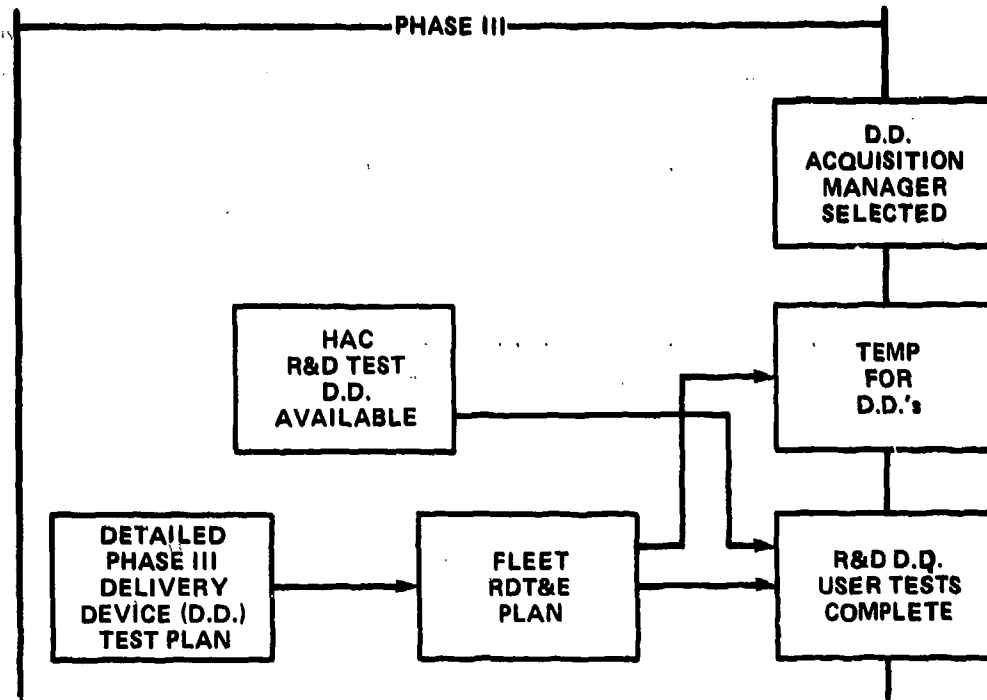 PHASE III
D.D.
ACQUISITION
MANAGER
SELECTED
HAC
R&D TEST
D.D.
AVAILABLE
TEMP
FOR
D.D.'s
DETAILED
PHASE III
DELIVERY
DEVICE (D.D.)
TEST PLAN
FLEET
RDT&E
PLAN
R&D D.D.
USER TESTS
COMPLETE